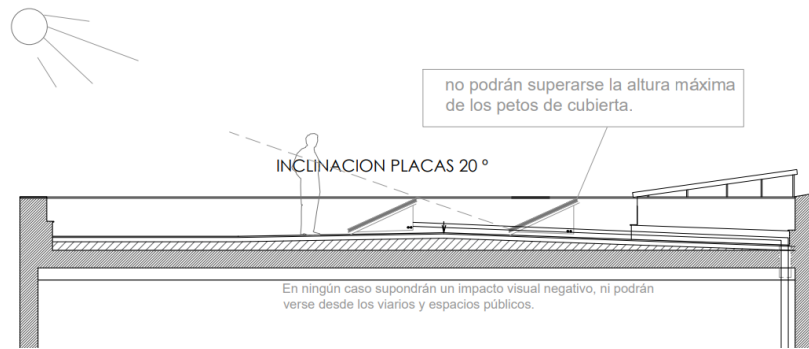 no podrán superarse la altura máxima
de los petos de cubierta.
INCLINACION PLACAS 20 º
En ningún caso supondrán un impacto visual negativo, ni podrán
verse desde los viarios y espacios públicos.